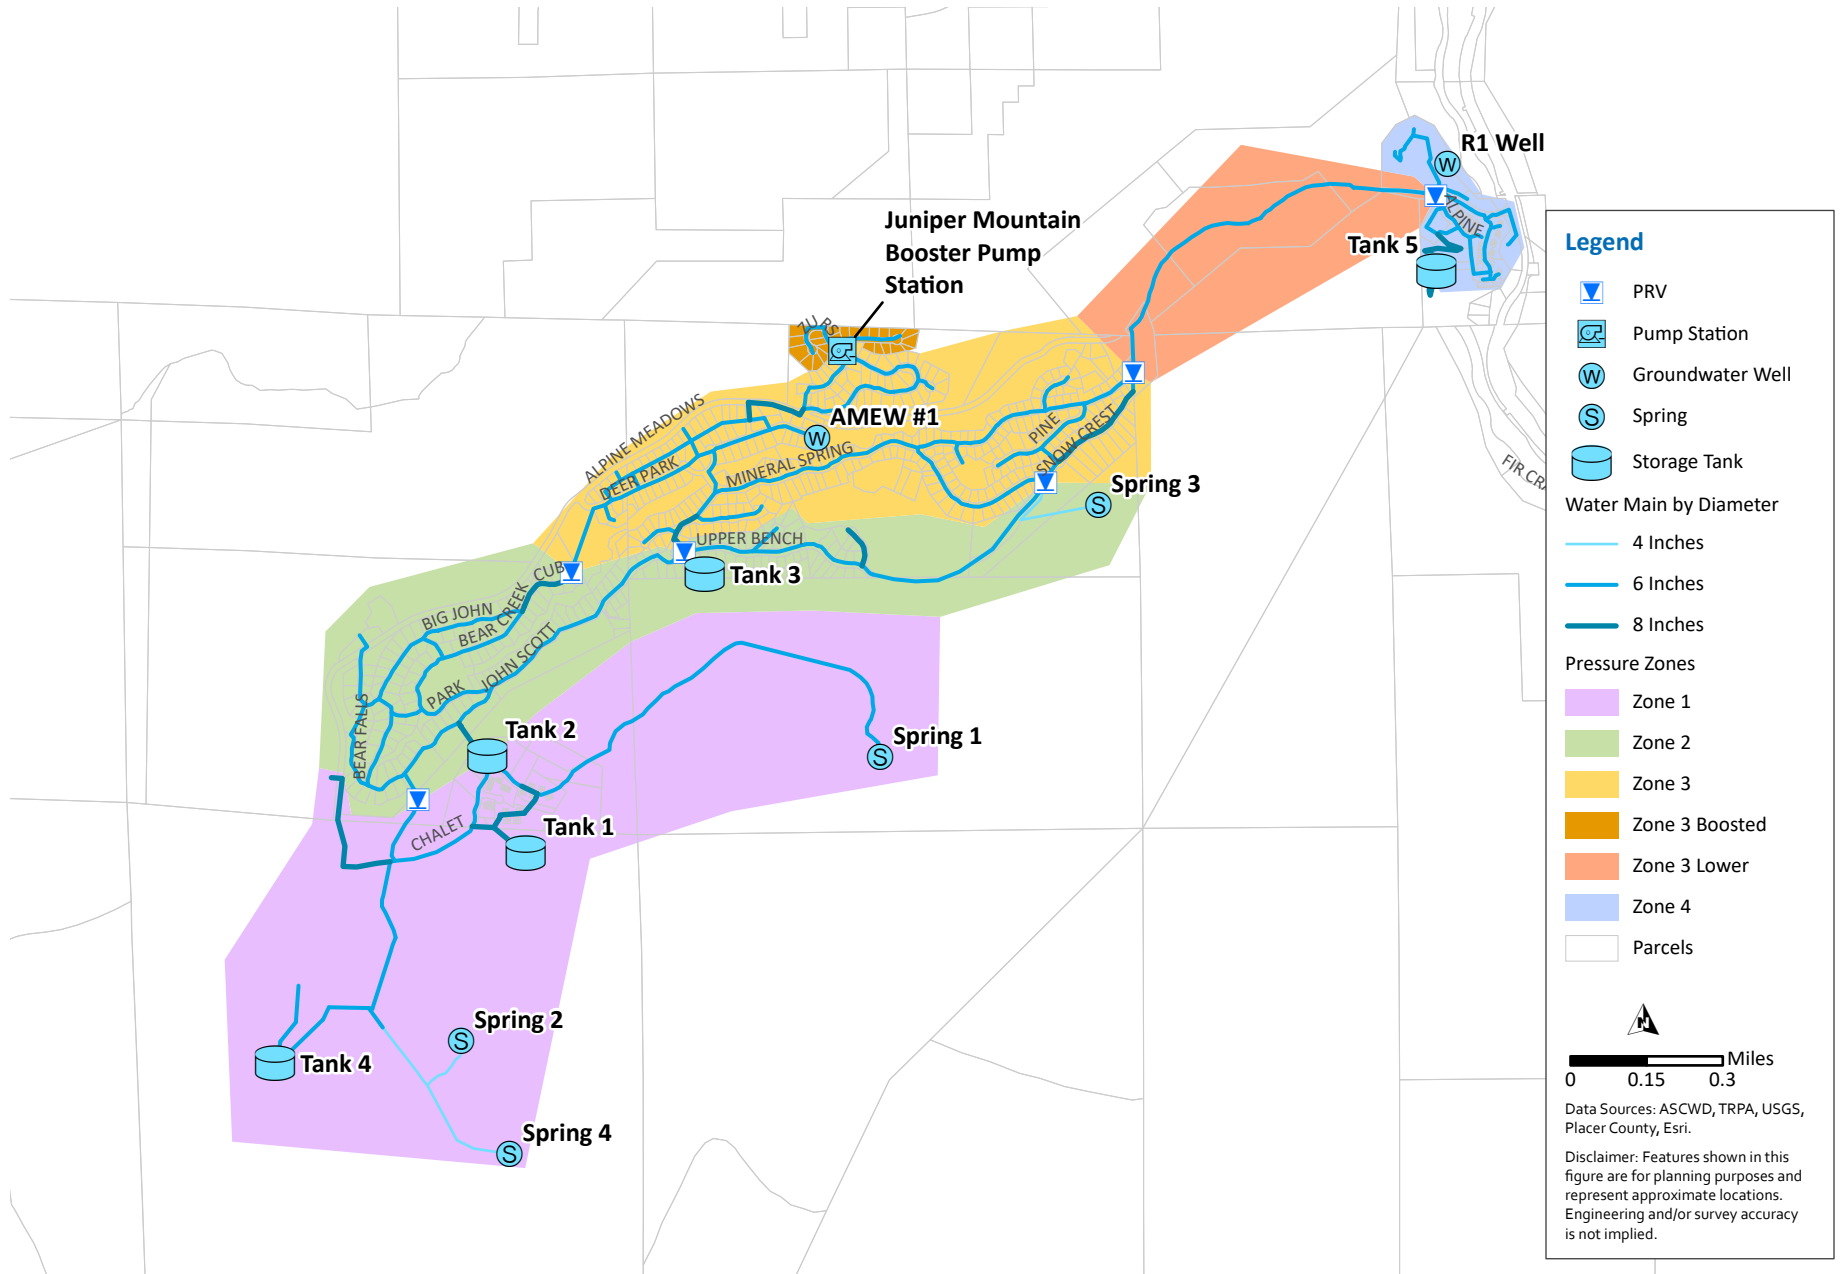 R1 Well
W
Juniper Mountain
Booster Pump
Station
ALPINE
Tank 5
AMEW #1
W
ALPINE MEADOWS
DEER PARK
MINERAL SPRING
PINE
SNOW CREST
Spring 3
S
UPPER BENCH
Tank 3
CUB
BIG JOHN
BEAR CREEK
JOHN SCOTT
PARK
BEAR FALLS
Tank 2
Spring 1
S
CHALET
Tank 1
Spring 2
S
Tank 4
Spring 4
S
Legend
PRV
Pump Station
W Groundwater Well
S Spring
Storage Tank
Water Main by Diameter
4 Inches
6 Inches
8 Inches
Pressure Zones
Zone 1
Zone 2
Zone 3
Zone 3 Boosted
Zone 3 Lower
Zone 4
Parcels
N
Miles
0 0.15 0.3
Data Sources: ASCWD, TRPA, USGS,
Placer County, Esri.
Disclaimer: Features shown in this
figure are for planning purposes and
represent approximate locations.
Engineering and/or survey accuracy
is not implied.